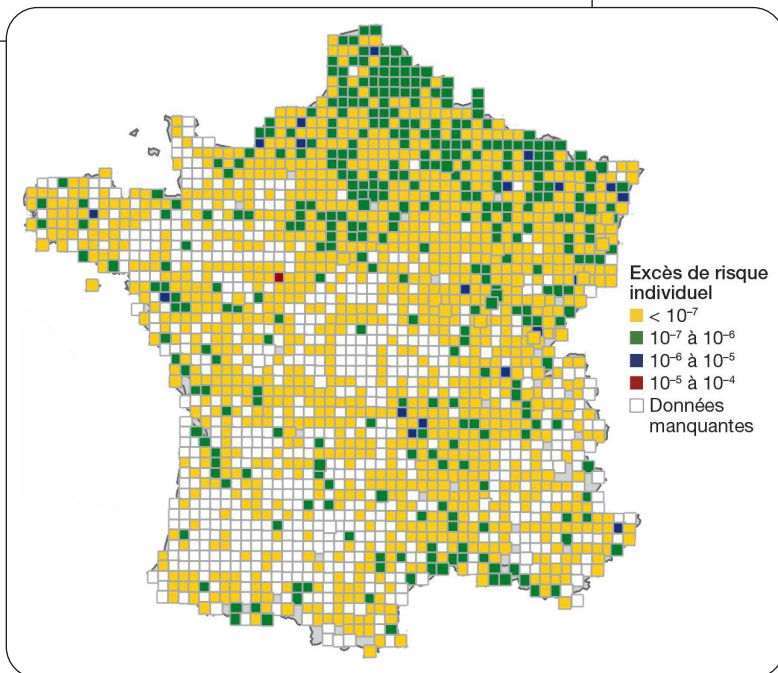 Excès de risque
individuel
< 10⁻⁷
10⁻⁷ à 10⁻⁶
10⁻⁶ à 10⁻⁵
10⁻⁵ à 10⁻⁴
Données
manquantes